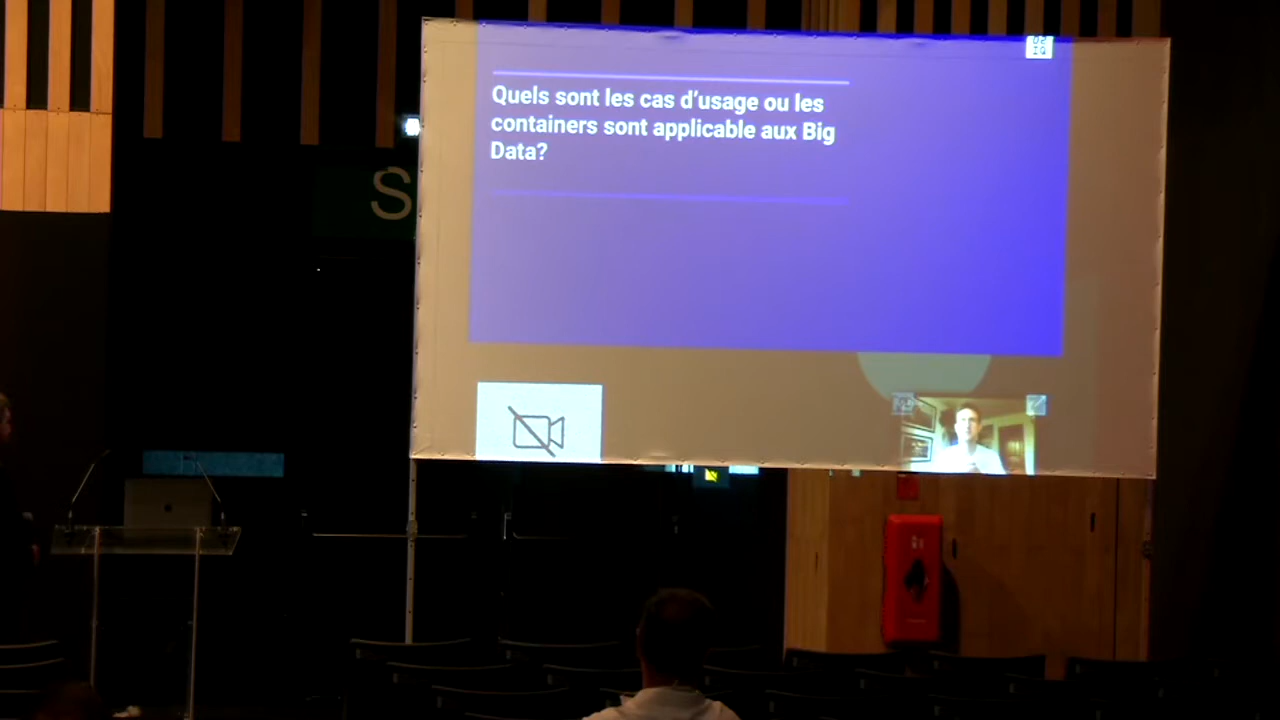 Quels sont les cas d'usage ou les
containers sont applicable aux Big
Data?
S